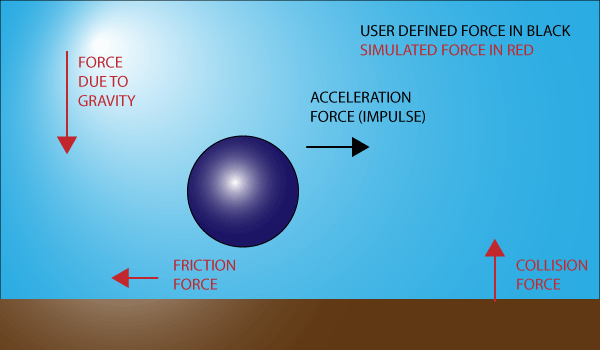 USER DEFINED FORCE IN BLACK
SIMULATED FORCE IN RED
FORCE
DUE TO
GRAVITY
ACCELERATION
FORCE (IMPULSE)
FRICTION
FORCE
COLLISION
FORCE